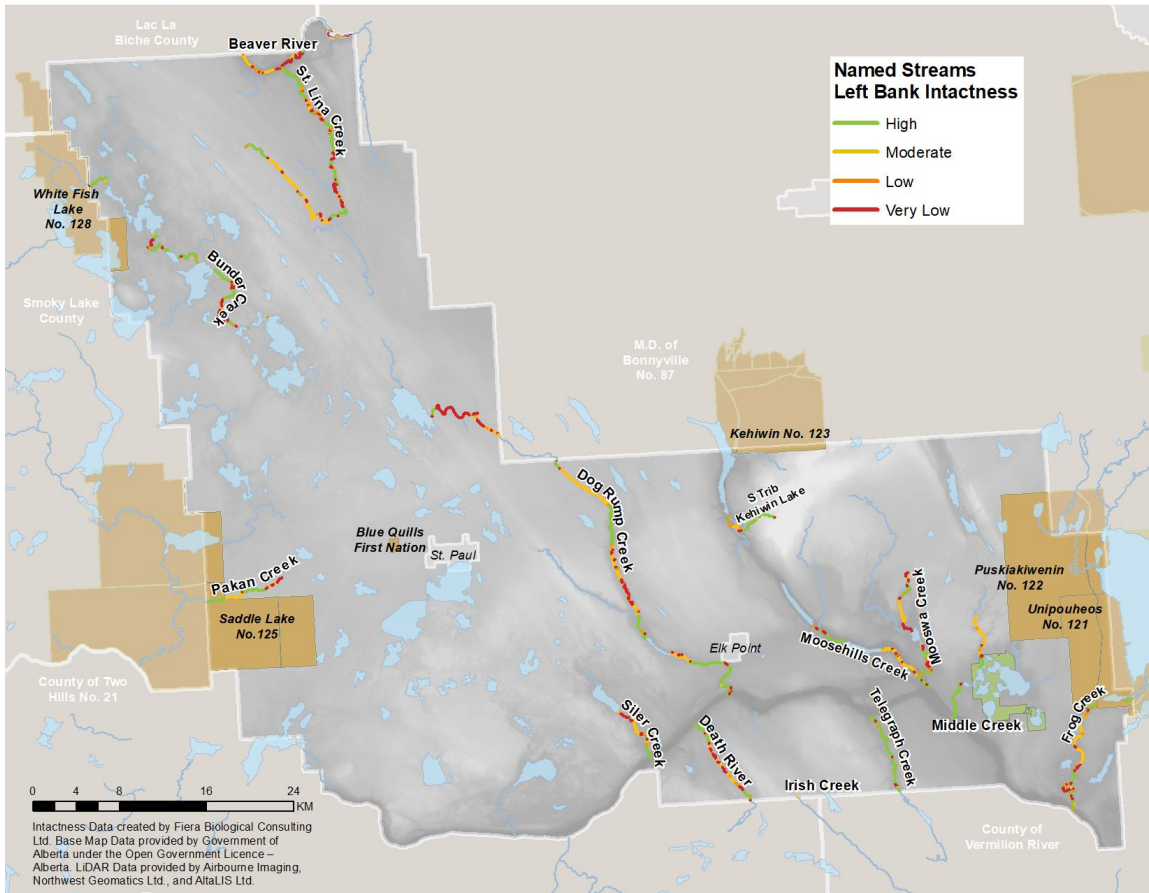 Lac La
Biche County
Beaver River
St. Lina Creek
Named Streams
Left Bank Intactness
High
Moderate
Low
Very Low
White Fish
Lake
No. 128
Bunder
Creek
Smoky Lake
County
M.D. of
Bonnyville
No. 87
Kehiwin No. 123
S Trib
Kehiwin Lake
Dog Rump Creek
Blue Quills
First Nation
St. Paul
Pakan Creek
Saddle Lake
No.125
Puskiakiwenin
No. 122
Unipouheos
No. 121
Mooswa Creek
Elk Point
Moosehills Creek
County of Two
Hills No. 21
Siler Creek
Death River
Telegraph Creek
Middle Creek
Frog Creek
Irish Creek
County of
Vermilion River
0 4 8 16 24
KM
Intactness Data created by Fiera Biological Consulting
Ltd. Base Map Data provided by Government of
Alberta under the Open Government Licence –
Alberta. LiDAR Data provided by Airbourne Imaging,
Northwest Geomatics Ltd., and AltaLIS Ltd.